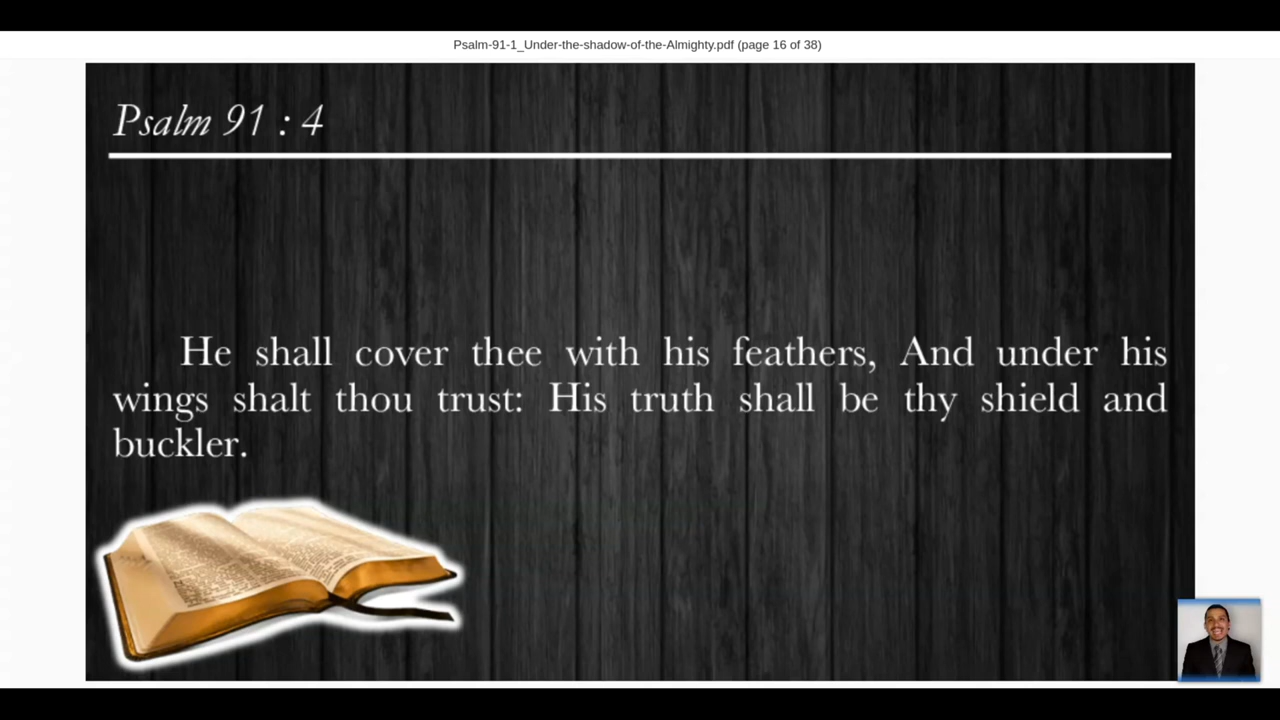 Psalm-91-1_Under-the-shadow-of-the-Almighty.pdf (page 16 of 38)
Psalm 91 : 4
He shall cover thee with his feathers, And under his
wings shalt thou trust: His truth shall be thy shield and
buckler.